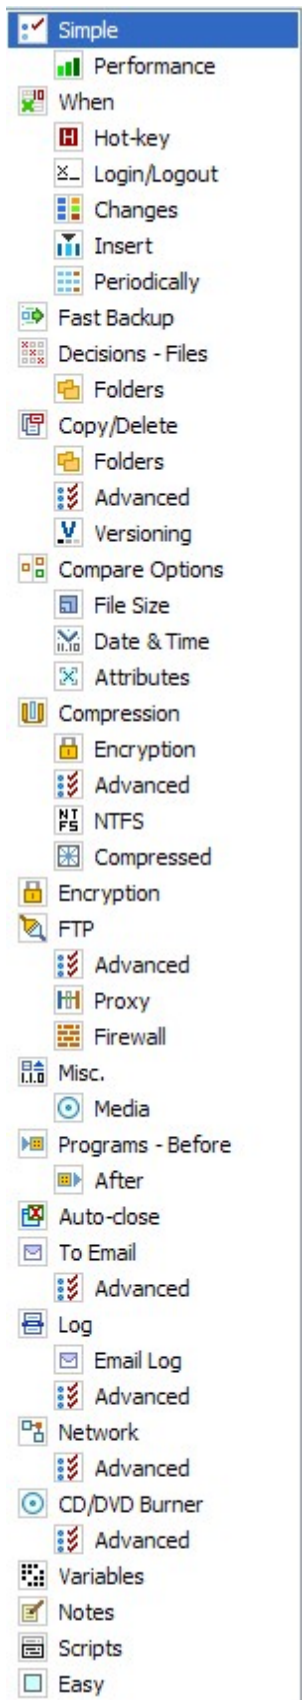 Simple
Performance
When
Hot-key
Login/Logout
Changes
Insert
Periodically
Fast Backup
Decisions - Files
Folders
Copy/Delete
Folders
Advanced
Versioning
Compare Options
File Size
Date & Time
Attributes
Compression
Encryption
Advanced
NTFS
Compressed
Encryption
FTP
Advanced
Proxy
Firewall
Misc.
Media
Programs - Before
After
Auto-close
To Email
Advanced
Log
Email Log
Advanced
Network
Advanced
CD/DVD Burner
Advanced
Variables
Notes
Scripts
Easy